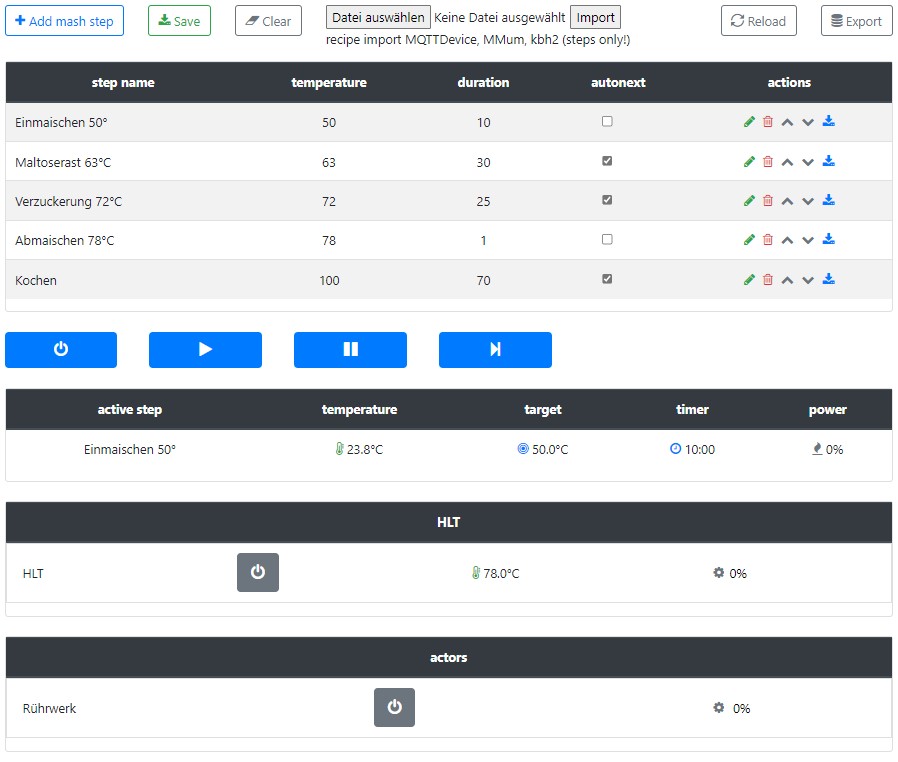 Add mash step Save Clear Datei auswählen Keine Datei ausgewählt Import Reload Export
recipe import MQTTDevice, MMum, kbh2 (steps only!)
step name temperature duration autonext actions
Einmaischen 50° 50 10
Maltoserast 63°C 63 30
Verzuckerung 72°C 72 25
Abmaischen 78°C 78 1
Kochen 100 70
active step temperature target timer power
Einmaischen 50° 23.8°C 50.0°C 10:00 0%
HLT
HLT 78.0°C 0%
actors
Rührwerk 0%